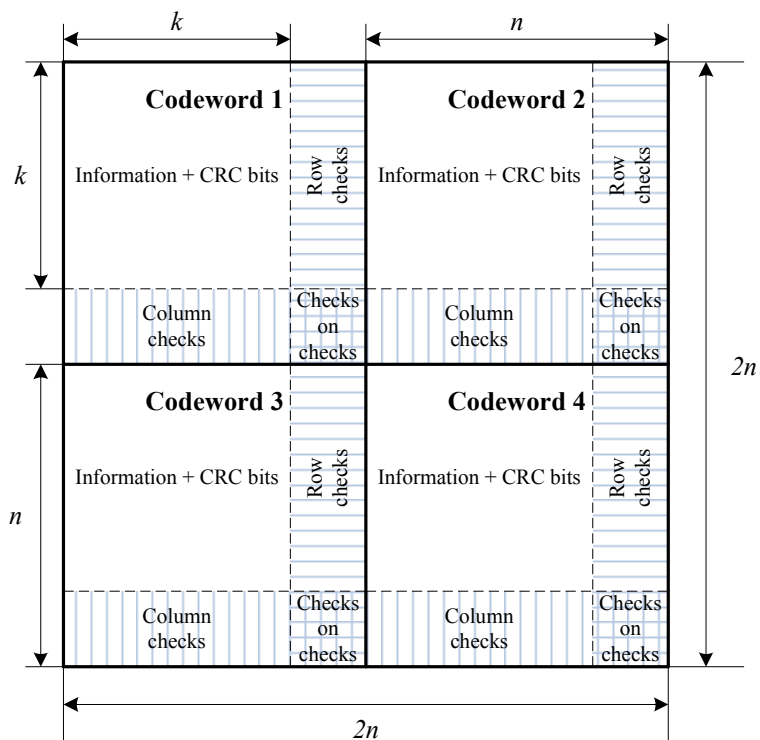 k
n
Codeword 1
Codeword 2
k
Information + CRC bits
Row
checks
Information + CRC bits
Row
checks
Column
checks
Checks
on
checks
Column
checks
Checks
on
checks
2n
Codeword 3
Codeword 4
n
Information + CRC bits
Row
checks
Information + CRC bits
Row
checks
Column
checks
Checks
on
checks
Column
checks
Checks
on
checks
2n